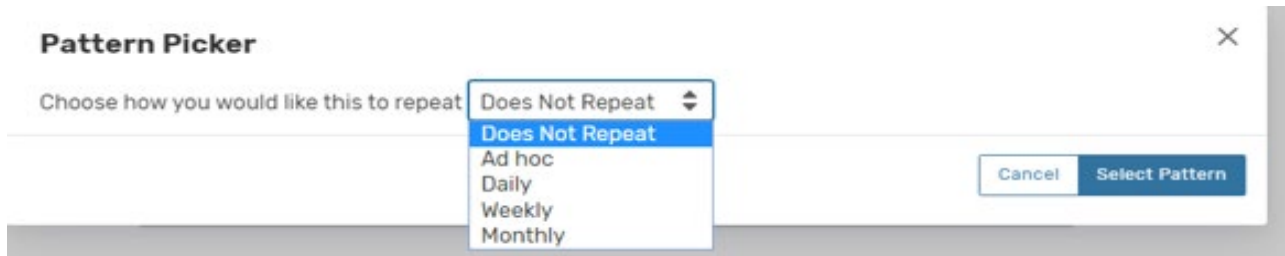 Pattern Picker
Choose how you would like this to repeat Does Not Repeat
Does Not Repeat
Ad hoc
Daily
Weekly
Monthly
Cancel Select Pattern